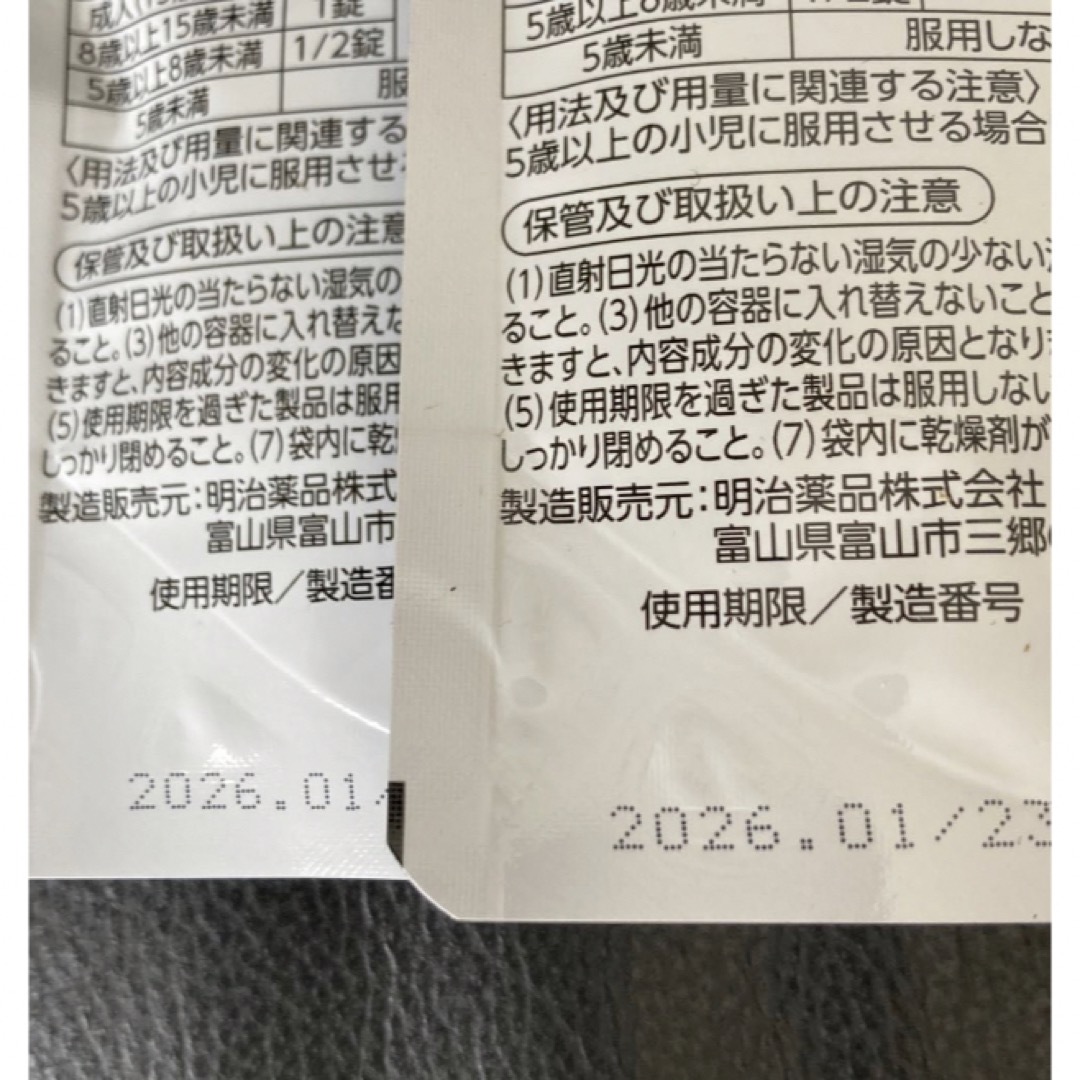 成人(15
1錠
8歳以上15歳未満
1/2錠
5歳以上8歳未満
服
5歳未満
〈用法及び用量に関連する
5歳以上の小児に服用させ
保管及び取扱い上の注意
(1)直射日光の当たらない湿気の
ること。(3)他の容器に入れ替えな
きますと、内容成分の変化の原因
(5)使用期限を過ぎた製品は服用
しっかり閉めること。(7)袋内に乾
製造販売元:明治薬品株式
富山県富山市
使用期限/製造番
2026.01/
5歳以上8歳未満
1/2錠
5歳未満
服用しな
〈用法及び用量に関連する注意〉
5歳以上の小児に服用させる場合
保管及び取扱い上の注意
(1)直射日光の当たらない湿気の少ない
ること。(3)他の容器に入れ替えないこと
きますと、内容成分の変化の原因となり
(5)使用期限を過ぎた製品は服用しない
しっかり閉めること。(7)袋内に乾燥剤が
製造販売元:明治薬品株式会社
富山県富山市三郷
使用期限/製造番号
2026.01/23